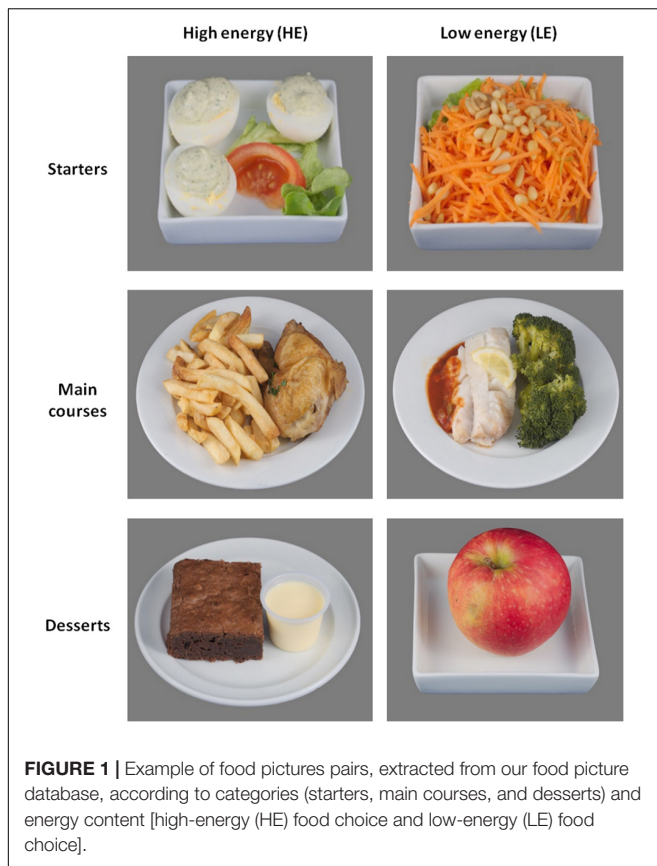 High energy (HE)
Low energy (LE)
Starters
Main
courses
Desserts
FIGURE 1 | Example of food pictures pairs, extracted from our food picture
database, according to categories (starters, main courses, and desserts) and
energy content [high-energy (HE) food choice and low-energy (LE) food
choice].